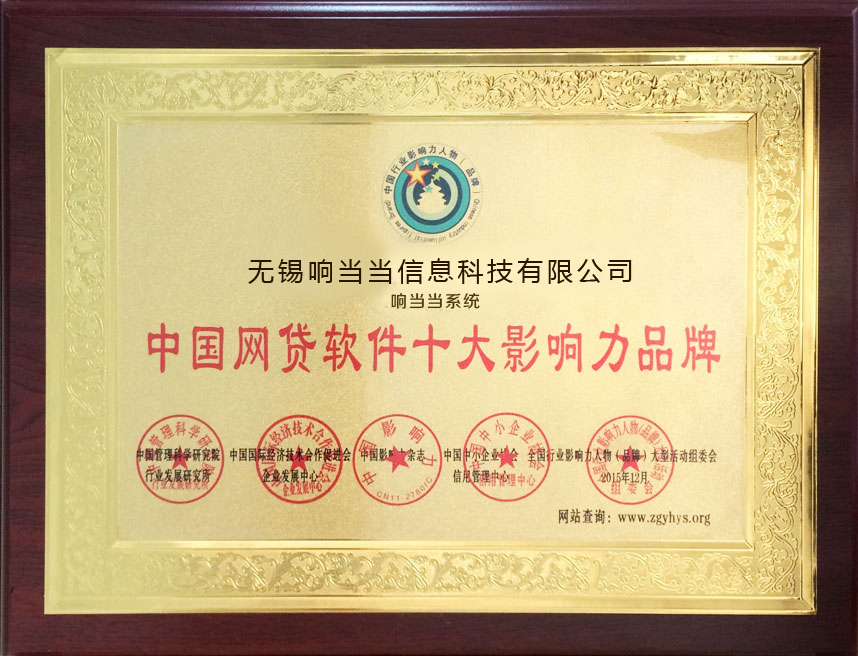 中国行业影响力人物(品牌)
无锡响当当信息科技有限公司
响当当系统
中国网贷软件十大影响力品牌
中国管理科学研究院 中国国际经济技术合作促进会 中国影响力杂志 中国中小企业协会 全国行业影响力人物(品牌)大型活动组委会
行业发展研究所 企业发展中心 信用管理中心 2015年12月
网站查询:www.zgyhys.org